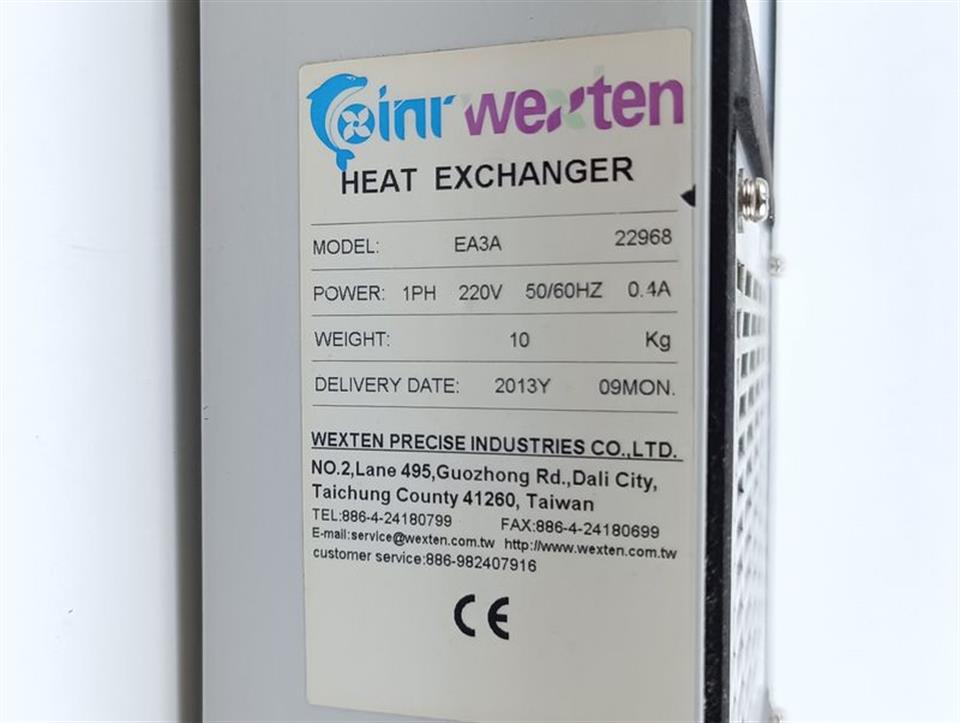 inr wexten
HEAT EXCHANGER
MODEL: EA3A 22968
POWER: 1PH 220V 50/60HZ 0.4A
WEIGHT: 10 Kg
DELIVERY DATE: 2013Y 09MON.
WEXTEN PRECISE INDUSTRIES CO.,LTD.
NO.2,Lane 495,Guozhong Rd.,Dali City,
Taichung County 41260, Taiwan
TEL:886-4-24180799 FAX:886-4-24180699
E-mail:service@wexten.com.tw http://www.wexten.com.tw
customer service:886-982407916
CE